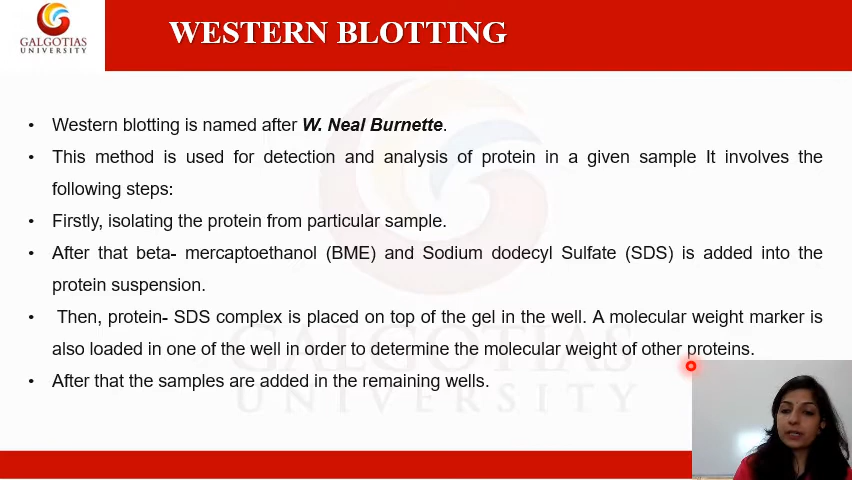 GALGOTIAS
UNIVERSITY
WESTERN BLOTTING
• Western blotting is named after W. Neal Burnette.
• This method is used for detection and analysis of protein in a given sample It involves the
following steps:
• Firstly, isolating the protein from particular sample.
• After that beta- mercaptoethanol (BME) and Sodium dodecyl Sulfate (SDS) is added into the
protein suspension.
• Then, protein- SDS complex is placed on top of the gel in the well. A molecular weight marker is
also loaded in one of the well in order to determine the molecular weight of other proteins.
• After that the samples are added in the remaining wells.
GALGOTIAS
UNIVERSITY